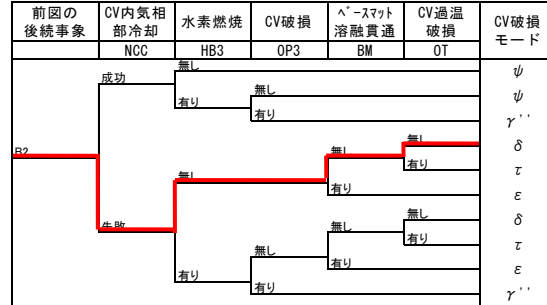 前図の
後続事象
CV内気相
部冷却
水素燃焼
CV破損
ﾍﾞｰｽﾏｯﾄ
溶融貫通
CV過温
破損
CV破損
モード
NCC
HB3
OP3
BM
OT
無し
ψ
成功
無し
ψ
有り
有り
γ''
無し
δ
B2
無し
有り
τ
無し
有り
ε
失敗
無し
δ
無し
有り
τ
無し
有り
ε
有り
有り
γ''